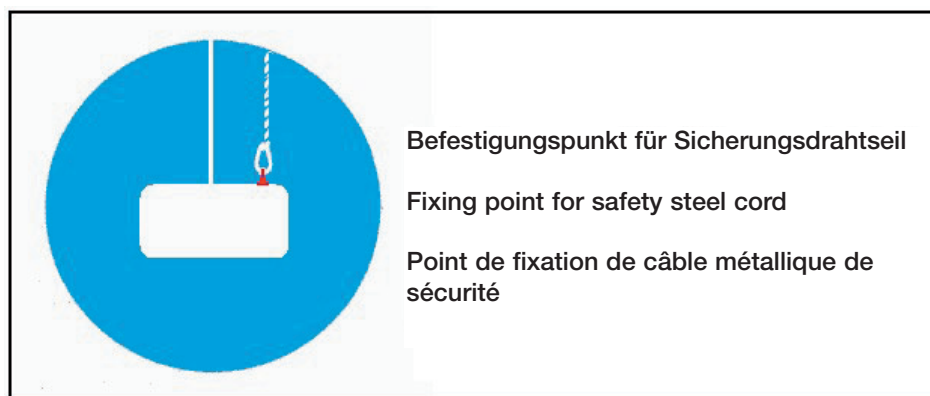 Befestigungspunkt für Sicherungsdrahtseil
Fixing point for safety steel cord
Point de fixation de câble métallique de
sécurité